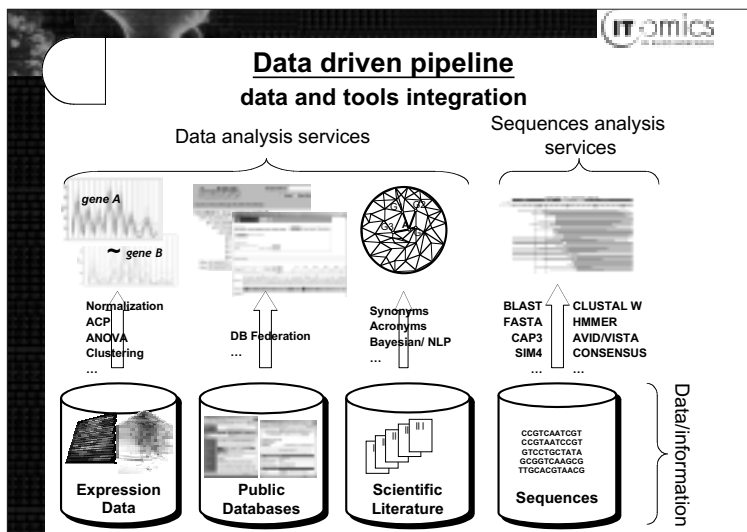 IT-omics
Data driven pipeline
data and tools integration
Data analysis services
Sequences analysis
services
gene A
~ gene B
Normalization
ACP
ANOVA
Clustering
…
DB Federation
…
Synonyms
Acronyms
Bayesian/ NLP
…
BLAST
FASTA
CAP3
SIM4
…
CLUSTAL W
HMMER
AVID/VISTA
CONSENSUS
…
Expression
Data
Public
Databases
Scientific
Literature
CCGTCAATCGT
CCGTAATCCGT
GTCCTGCTATA
GCGGTCAAGCG
TTGCACGTAACG
Sequences
Data/information